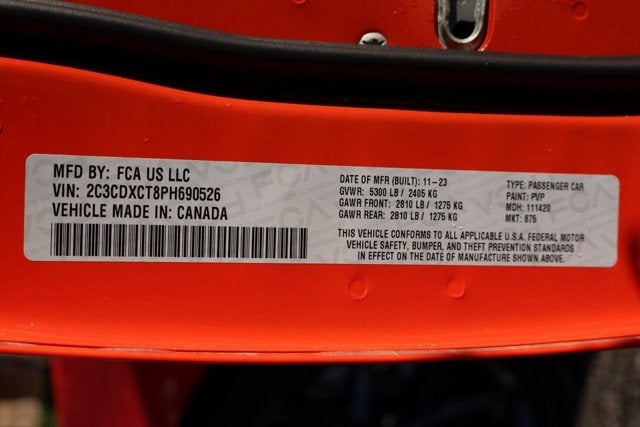 MFD BY: FCA US LLC
VIN: 2C3CDXCT8PH690526
VEHICLE MADE IN: CANADA
DATE OF MFR (BUILT): 11-23
GVWR: 5300 LB / 2405 KG
GAWR FRONT: 2810 LB / 1275 KG
GAWR REAR: 2810 LB / 1275 KG
TYPE: PASSENGER CAR
PAINT: PVP
MDH: 111420
MKT: 875
THIS VEHICLE CONFORMS TO ALL APPLICABLE U.S.A. FEDERAL MOTOR
VEHICLE SAFETY, BUMPER, AND THEFT PREVENTION STANDARDS
IN EFFECT ON THE DATE OF MANUFACTURE SHOWN ABOVE.